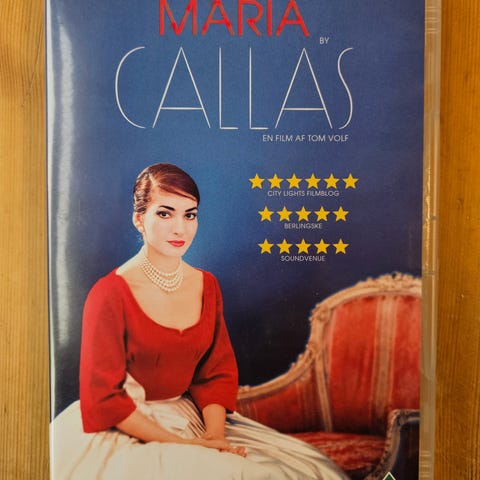 MARIA
BY
CALLAS
EN FILM AF TOM VOLF
CITY LIGHTS FILMBLOG
BERLINGSKE
SOUNDVENUE